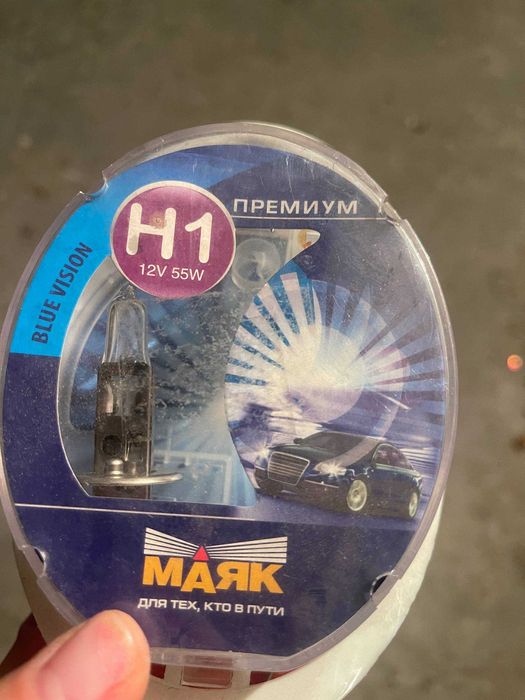 ПРЕМИУМ
H1
12V 55W
BLUE VISION
МАЯК
ДЛЯ ТЕХ, КТО В ПУТИ